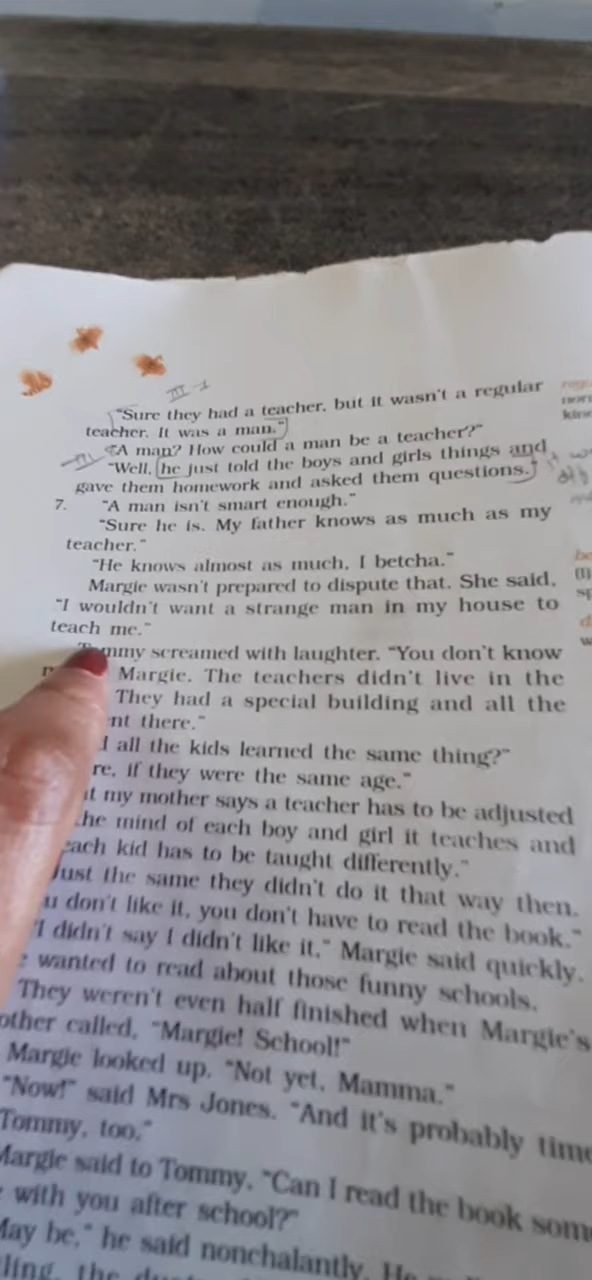 III-1
"Sure they had a teacher, but it wasn't a regular
teacher. It was a man."
"A man? How could a man be a teacher?"
"Well, he just told the boys and girls things and
gave them homework and asked them questions."
7. "A man isn't smart enough."
"Sure he is. My father knows as much as my
teacher."
"He knows almost as much, I betcha."
Margie wasn't prepared to dispute that. She said,
"I wouldn't want a strange man in my house to
teach me."
Tommy screamed with laughter. "You don't know
Margie. The teachers didn't live in the
They had a special building and all the
nt there."
all the kids learned the same thing?"
re, if they were the same age."
t my mother says a teacher has to be adjusted
the mind of each boy and girl it teaches and
each kid has to be taught differently."
Just the same they didn't do it that way then.
u don't like it, you don't have to read the book."
"I didn't say I didn't like it," Margie said quickly.
wanted to read about those funny schools.
They weren't even half finished when Margie's
other called, "Margie! School!"
Margie looked up. "Not yet, Mamma."
"Now!" said Mrs Jones. "And it's probably time
Tommy, too."
Margie said to Tommy, "Can I read the book som
with you after school?"
May be," he said nonchalantly. He
ling, the